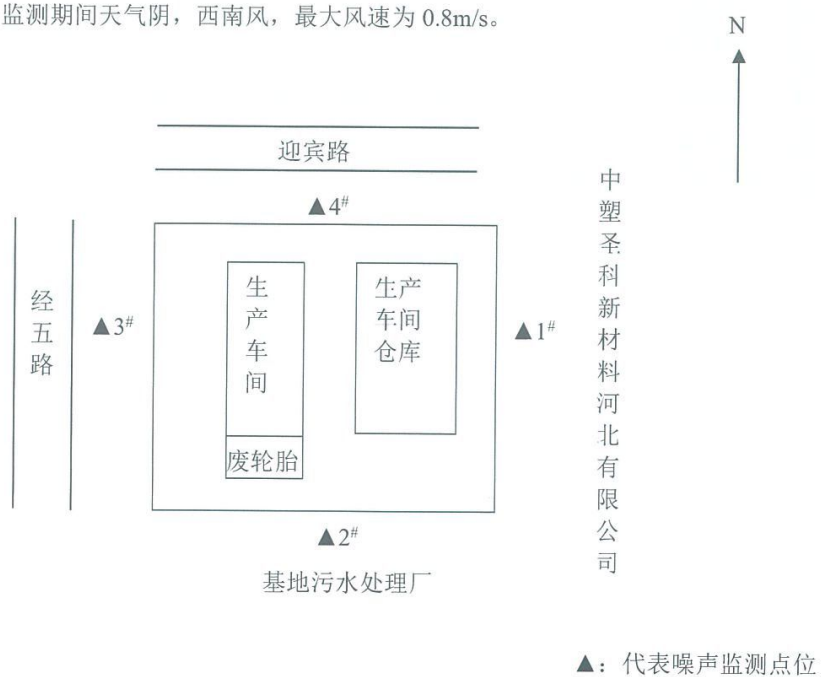 监测期间天气阴，西南风，最大风速为 0.8m/s。
N
迎宾路
▲4#
经五路
▲3#
生产车间
废轮胎
生产
车间
仓库
▲1#
中塑圣科新材料河北有限公司
▲2#
基地污水处理厂
▲：代表噪声监测点位